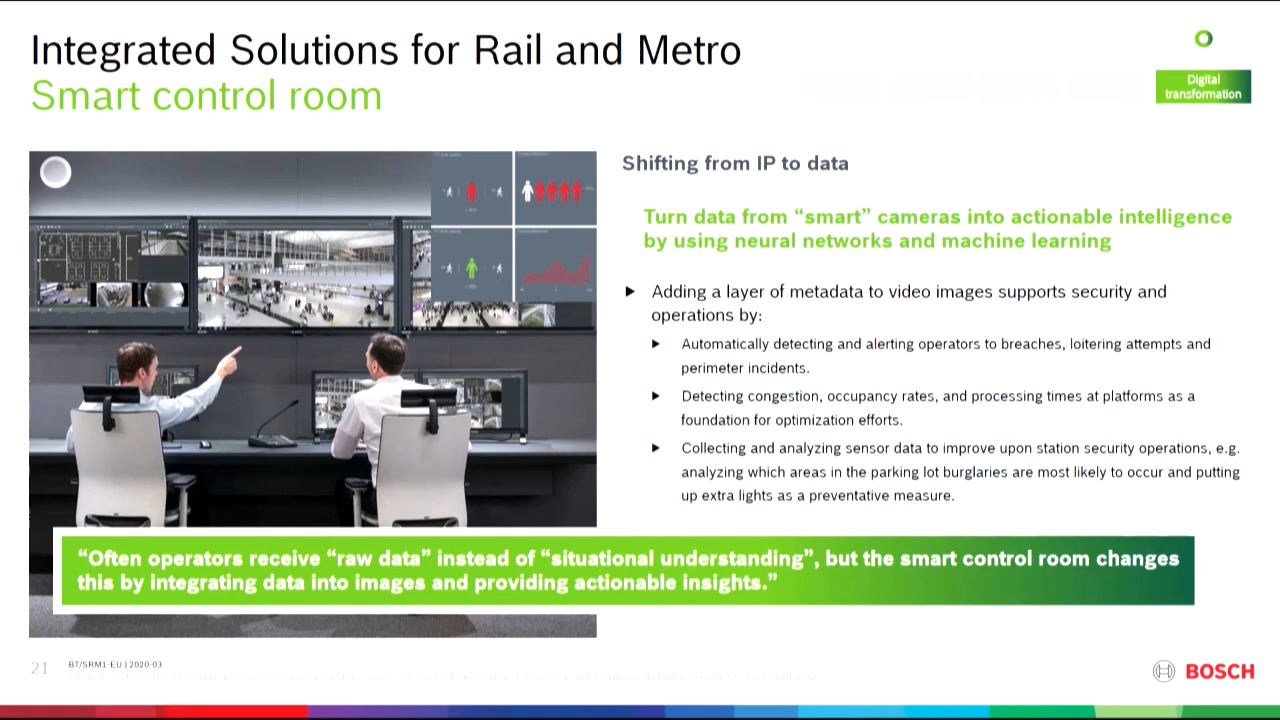 Integrated Solutions for Rail and Metro
Smart control room
Digital
transformation
Shifting from IP to data
Turn data from “smart” cameras into actionable intelligence
by using neural networks and machine learning
Adding a layer of metadata to video images supports security and
operations by:
Automatically detecting and alerting operators to breaches, loitering attempts and
perimeter incidents.
Detecting congestion, occupancy rates, and processing times at platforms as a
foundation for optimization efforts.
Collecting and analyzing sensor data to improve upon station security operations, e.g.
analyzing which areas in the parking lot burglaries are most likely to occur and putting
up extra lights as a preventative measure.
“Often operators receive “raw data” instead of “situational understanding”, but the smart control room changes
this by integrating data into images and providing actionable insights.”
21
BT/SRM1-EU | 2020-03
BOSCH